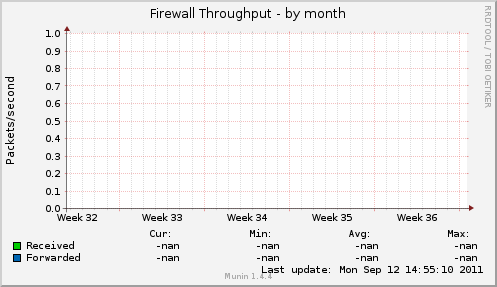 Firewall Throughput - by month
RRDTOOL / TOBI OETIKER
Packets/second
1.0
0.9
0.8
0.7
0.6
0.5
0.4
0.3
0.2
0.1
0.0
Week 32 Week 33 Week 34 Week 35 Week 36
Cur: Min: Avg: Max:
Received -nan -nan -nan -nan
Forwarded -nan -nan -nan -nan
Last update: Mon Sep 12 14:55:10 2011
Munin 1.4.4